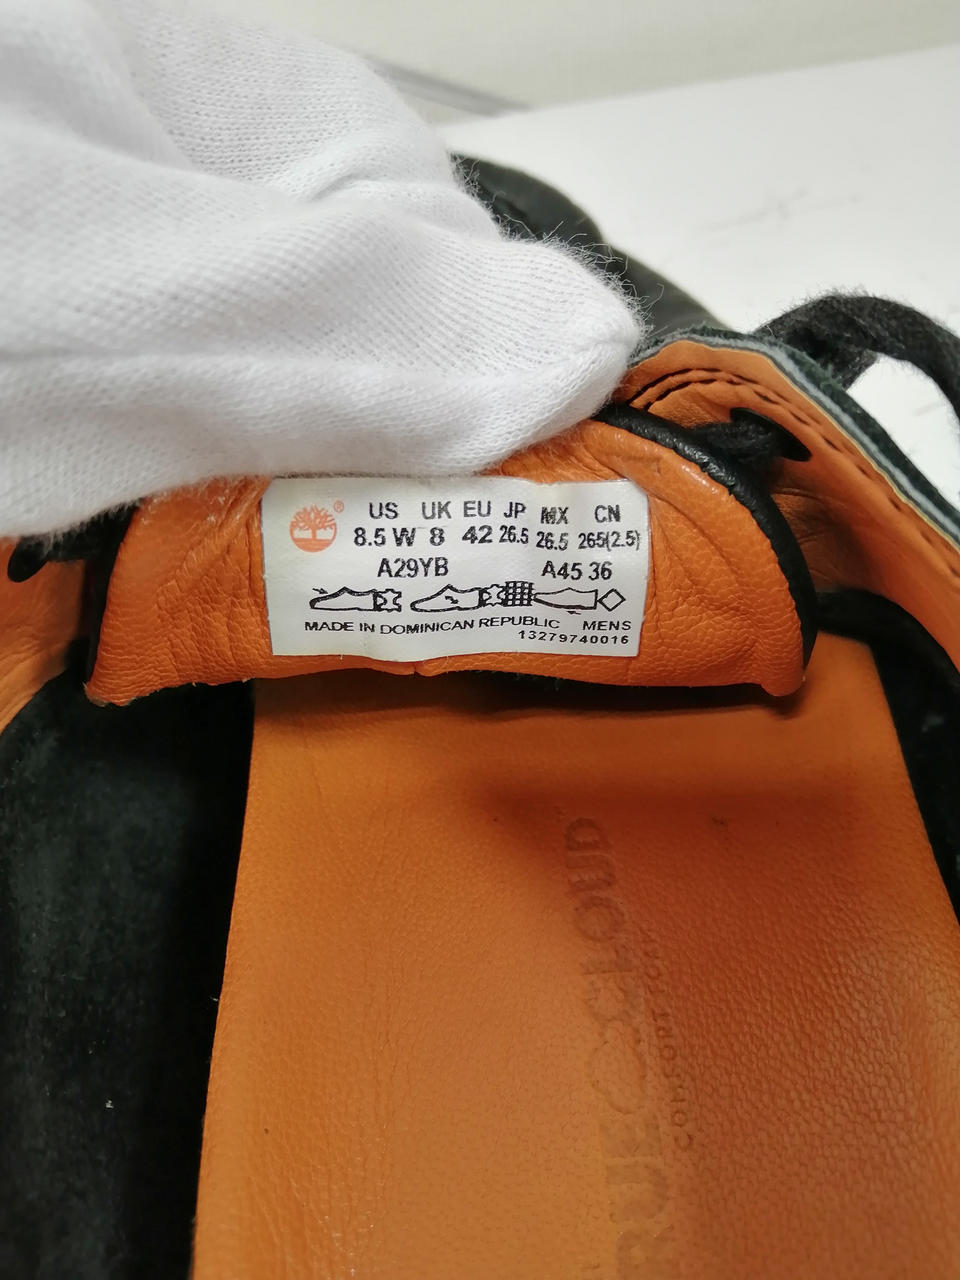 ®
US UK EU JP MX CN
8.5 W 8 42 26.5 26.5 265(2.5)
A29YB A45 36
MADE IN DOMINICAN REPUBLIC MENS
13279740016